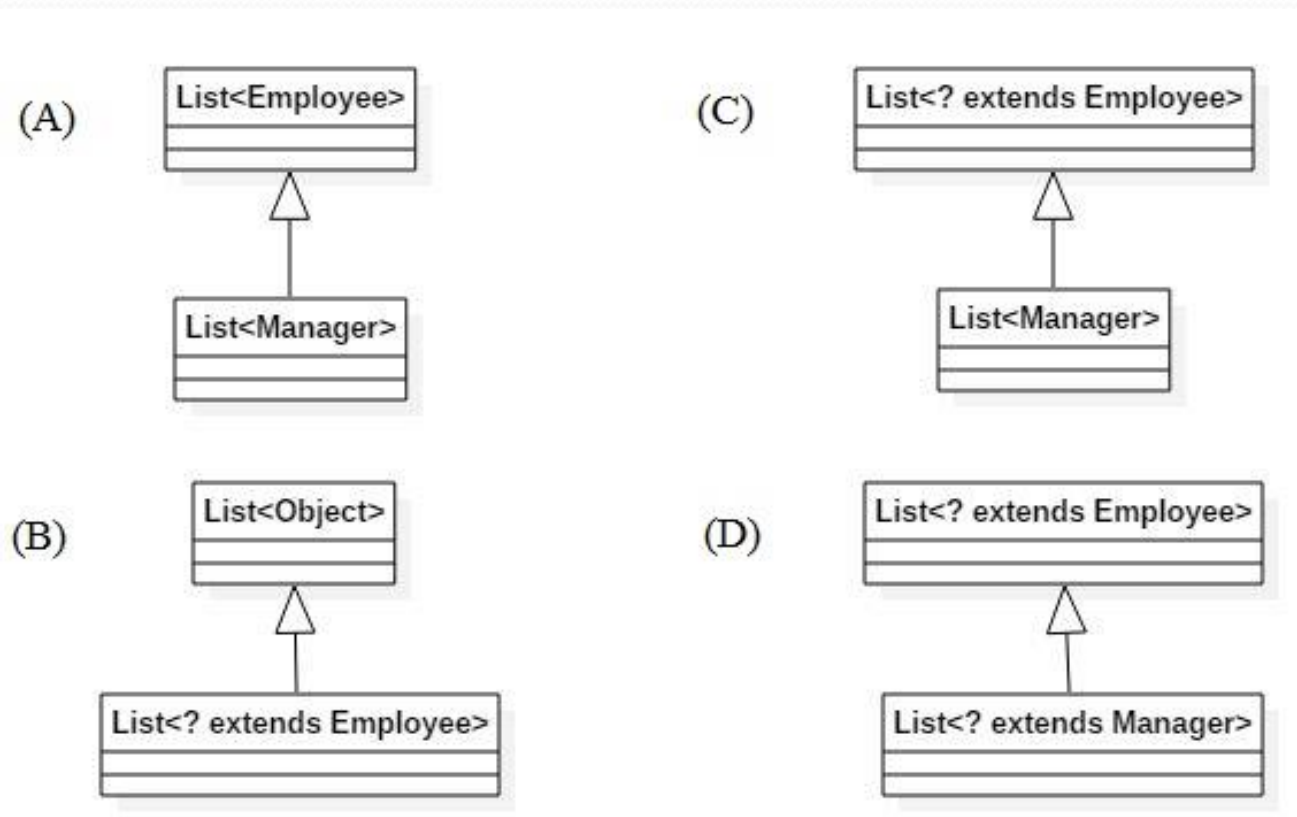 (A)
List<Employee>
List<Manager>
(B)
List<Object>
List<? extends Employee>
(C)
List<? extends Employee>
List<Manager>
(D)
List<? extends Employee>
List<? extends Manager>